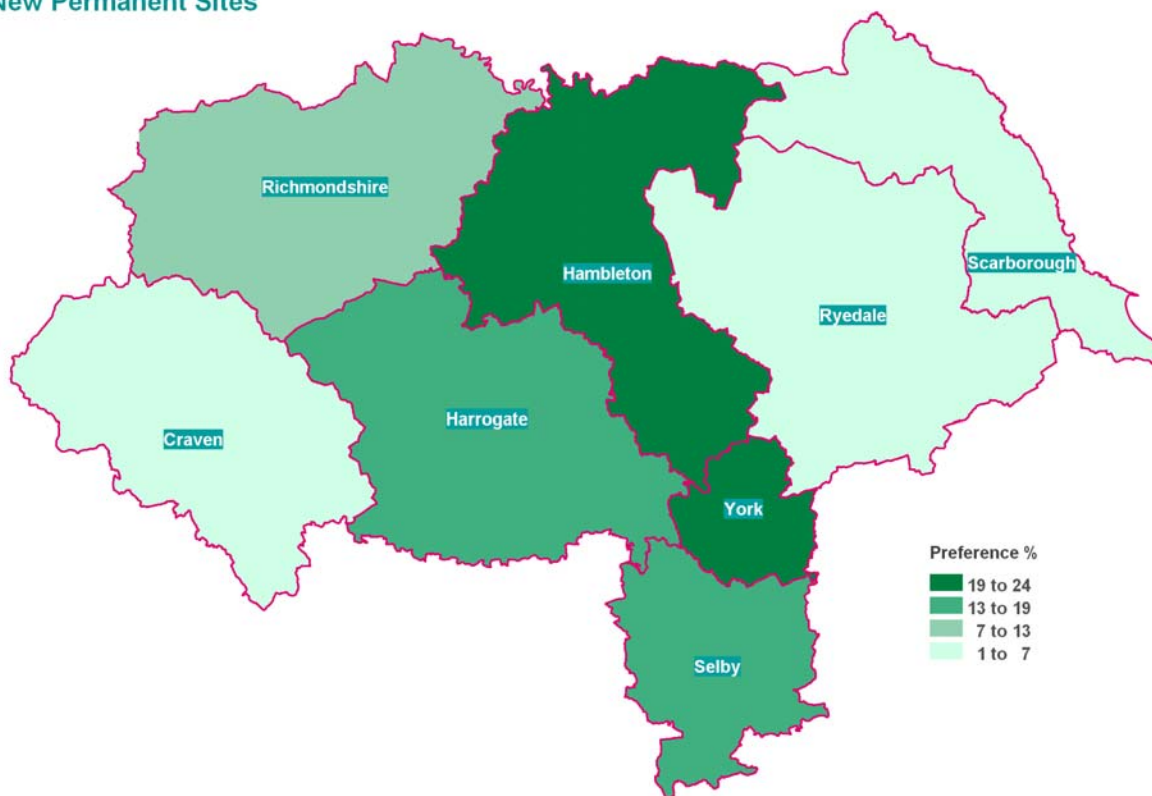 New Permanent Sites
Richmondshire
Hambleton
Scarborough
Ryedale
Harrogate
Craven
York
Selby
Preference %
19 to 24
13 to 19
7 to 13
1 to 7